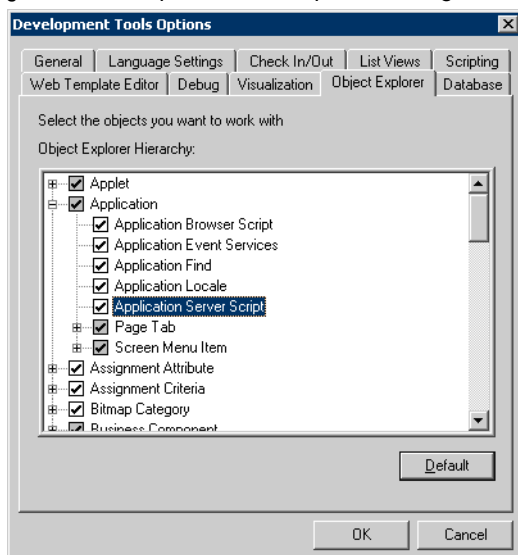 Development Tools Options
General Language Settings Check In/Out List Views Scripting
Web Template Editor Debug Visualization Object Explorer Database
Select the objects you want to work with
Object Explorer Hierarchy:
Applet
Application
Application Browser Script
Application Event Services
Application Find
Application Locale
Application Server Script
Page Tab
Screen Menu Item
Assignment Attribute
Assignment Criteria
Bitmap Category
Business Component
Default
OK Cancel